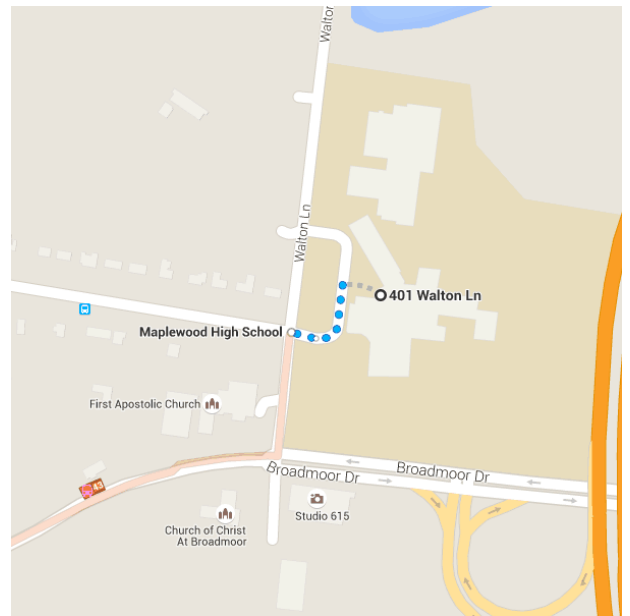 Walton
Walton Ln
401 Walton Ln
Maplewood High School
First Apostolic Church
Broadmoor Dr
Broadmoor Dr
Studio 615
Church of Christ
At Broadmoor